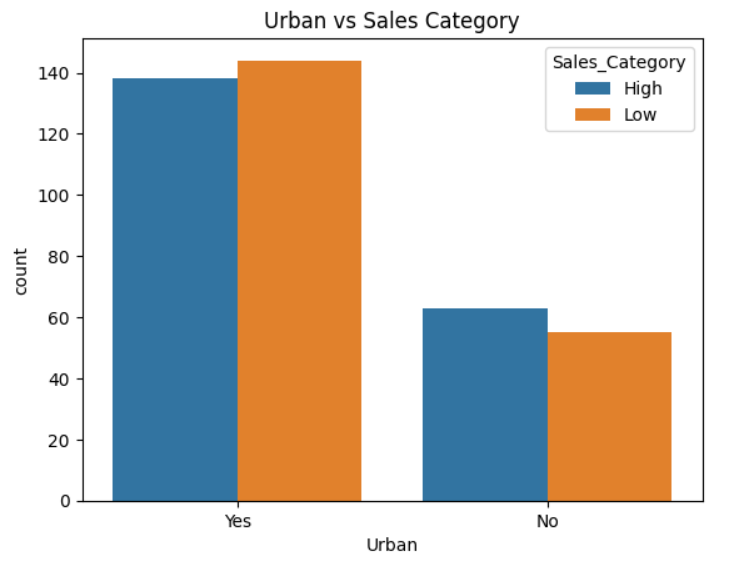 Urban vs Sales Category
Sales_Category
High
Low
140
120
100
80
60
40
20
0
count
Yes
No
Urban